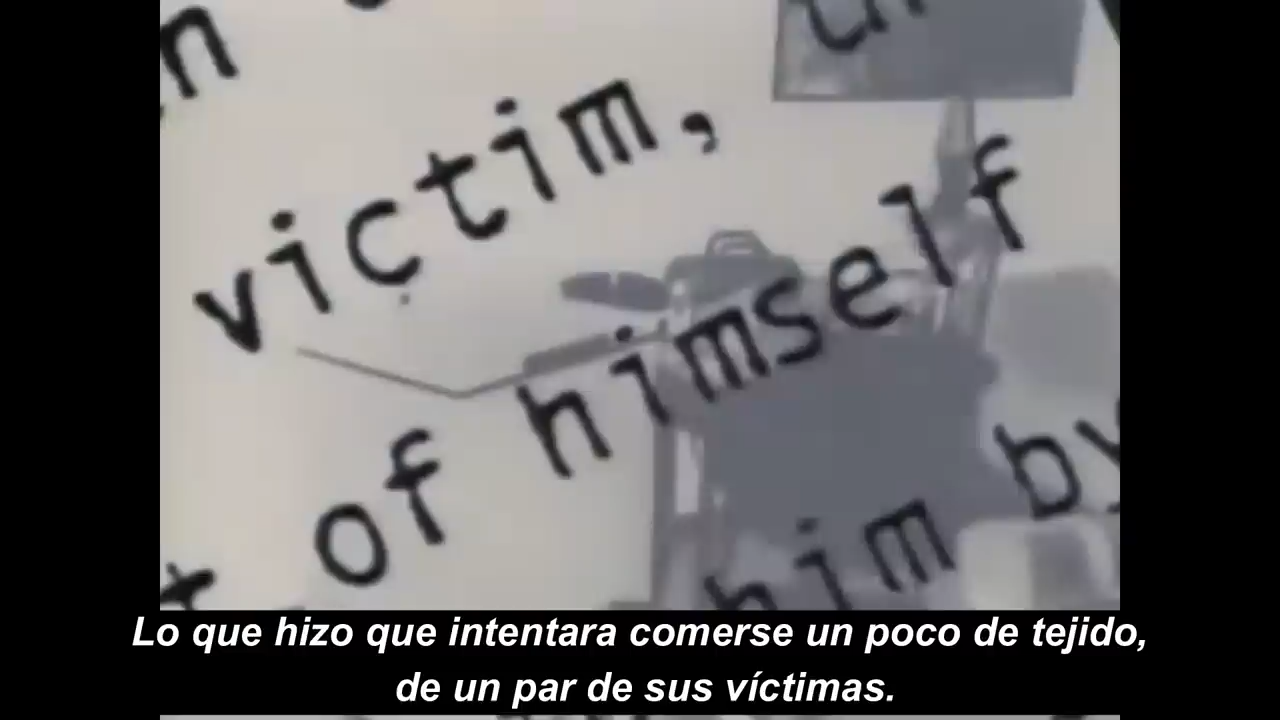 victim,
of himself
him by
Lo que hizo que intentara comerse un poco de tejido,
de un par de sus víctimas.